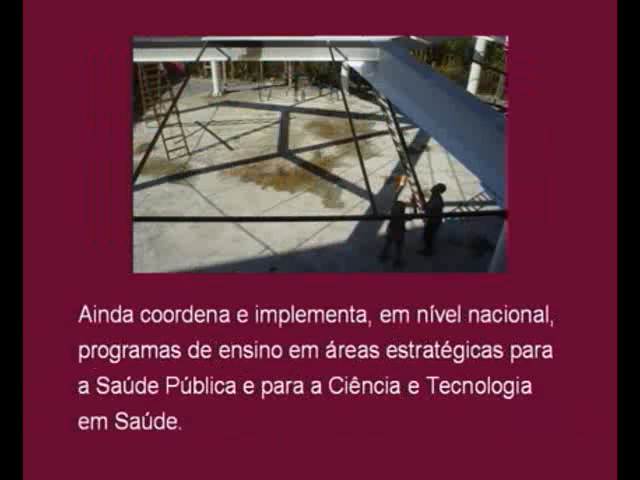 Ainda coordena e implementa, em nível nacional,
programas de ensino em áreas estratégicas para
a Saúde Pública e para a Ciência e Tecnologia
em Saúde.